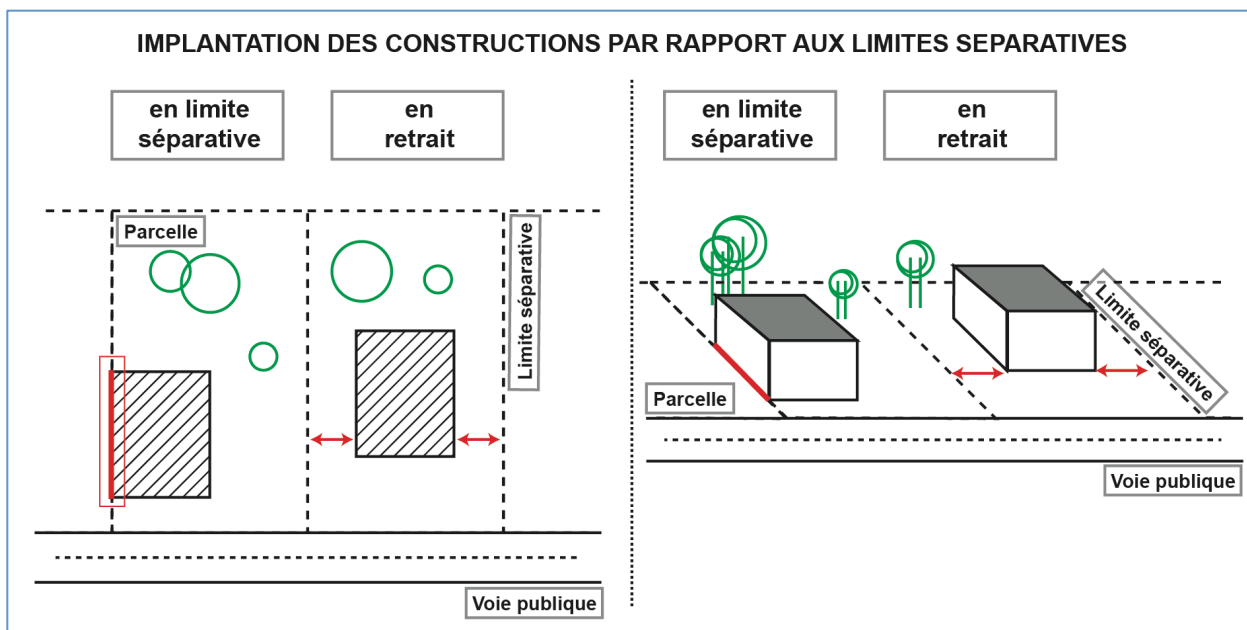 IMPLANTATION DES CONSTRUCTIONS PAR RAPPORT AUX LIMITES SEPARATIVES
en limite
séparative
en
retrait
Parcelle
Limite séparative
Voie publique
en limite
séparative
en
retrait
Limite séparative
Parcelle
Voie publique